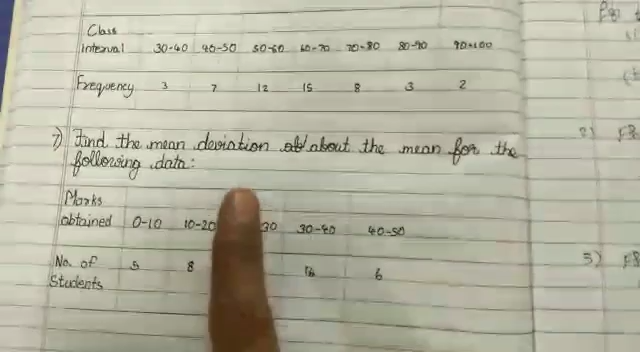 Class
Interval 30-40 40-50 50-60 60-70 70-80 80-90 90-100
Frequency 3 7 12 15 8 3 2
7) Find the mean deviation about the mean for the
following data:
Marks
obtained 0-10 10-20 30 30-40 40-50
No. of
Students 5 8 16 6
2)
3)